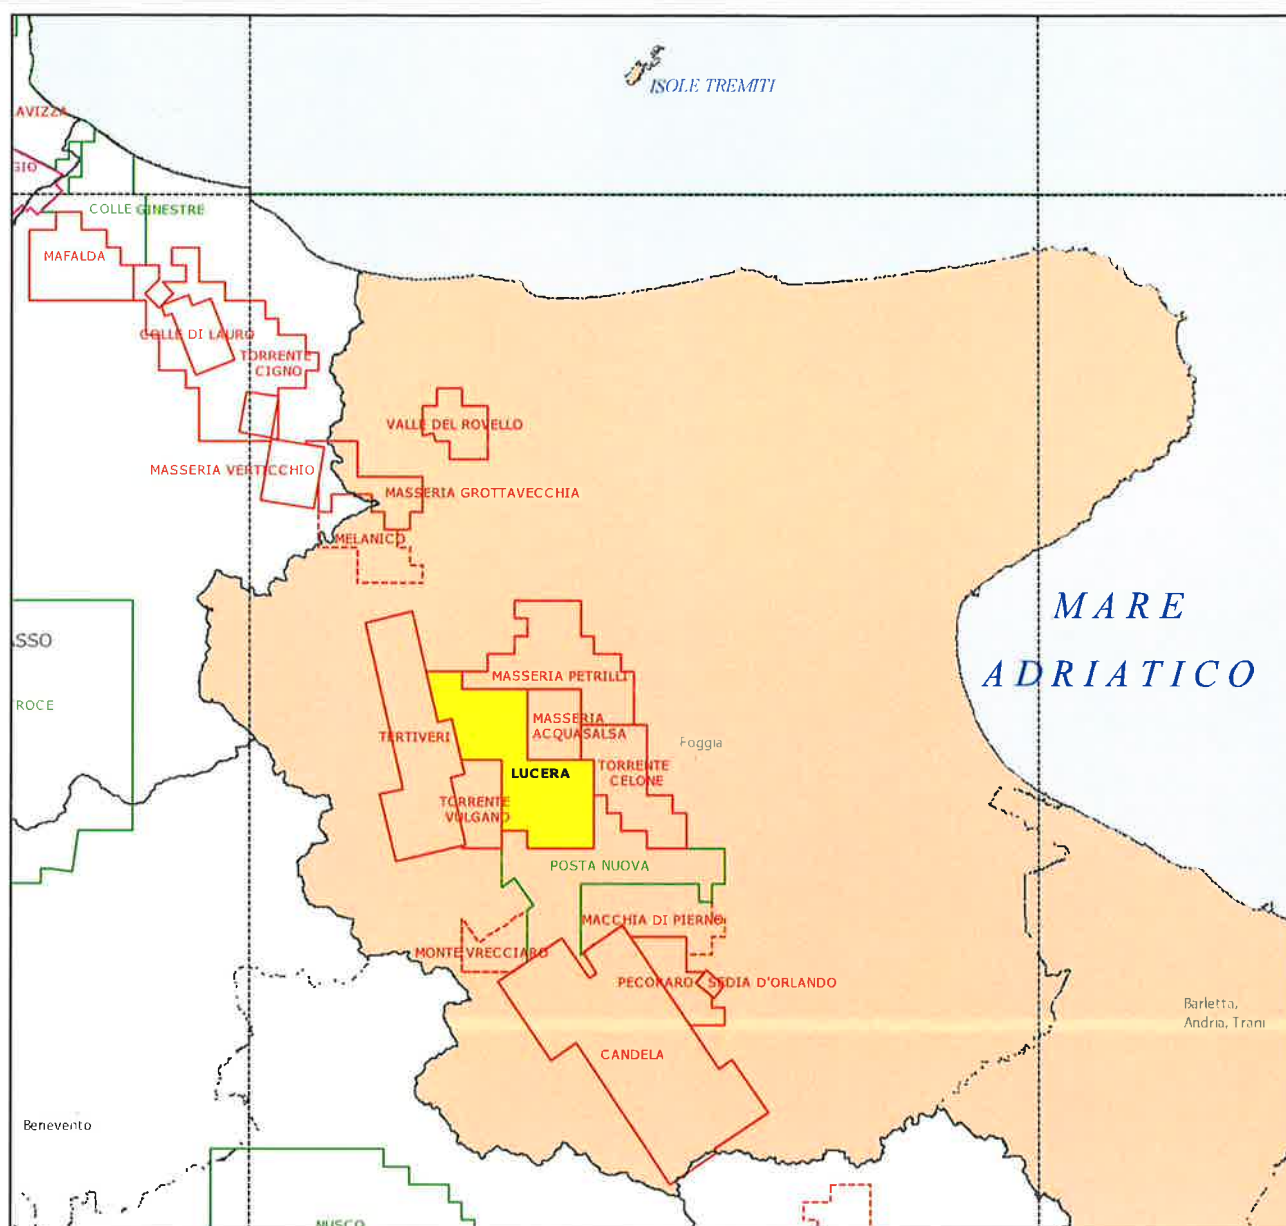 ISOLE TREMITI
AVIZZA
GIO
COLLE GINESTRE
MAFALDA
COLLE DI LAURO
TORRENTE
CIGNO
VALLE DEL ROVELLO
MASSERIA VERTICCHIO
MASSERIA GROTTAVECCHIA
MELANICO
MARE
ADRIATICO
ASSO
MASSERIA PETRILLI
ROCE
MASSERIA
ACQUASALSA
TERTIVERI
Foggia
LUCERA
TORRENTE
CELONE
TORRENTE
VULGANO
POSTA NUOVA
MACCHIA DI PIERNO
MONTE VRECCIARO
PECORARO
SEDIA D'ORLANDO
Barletta,
Andria, Trani
CANDELA
Benevento
NUSCO